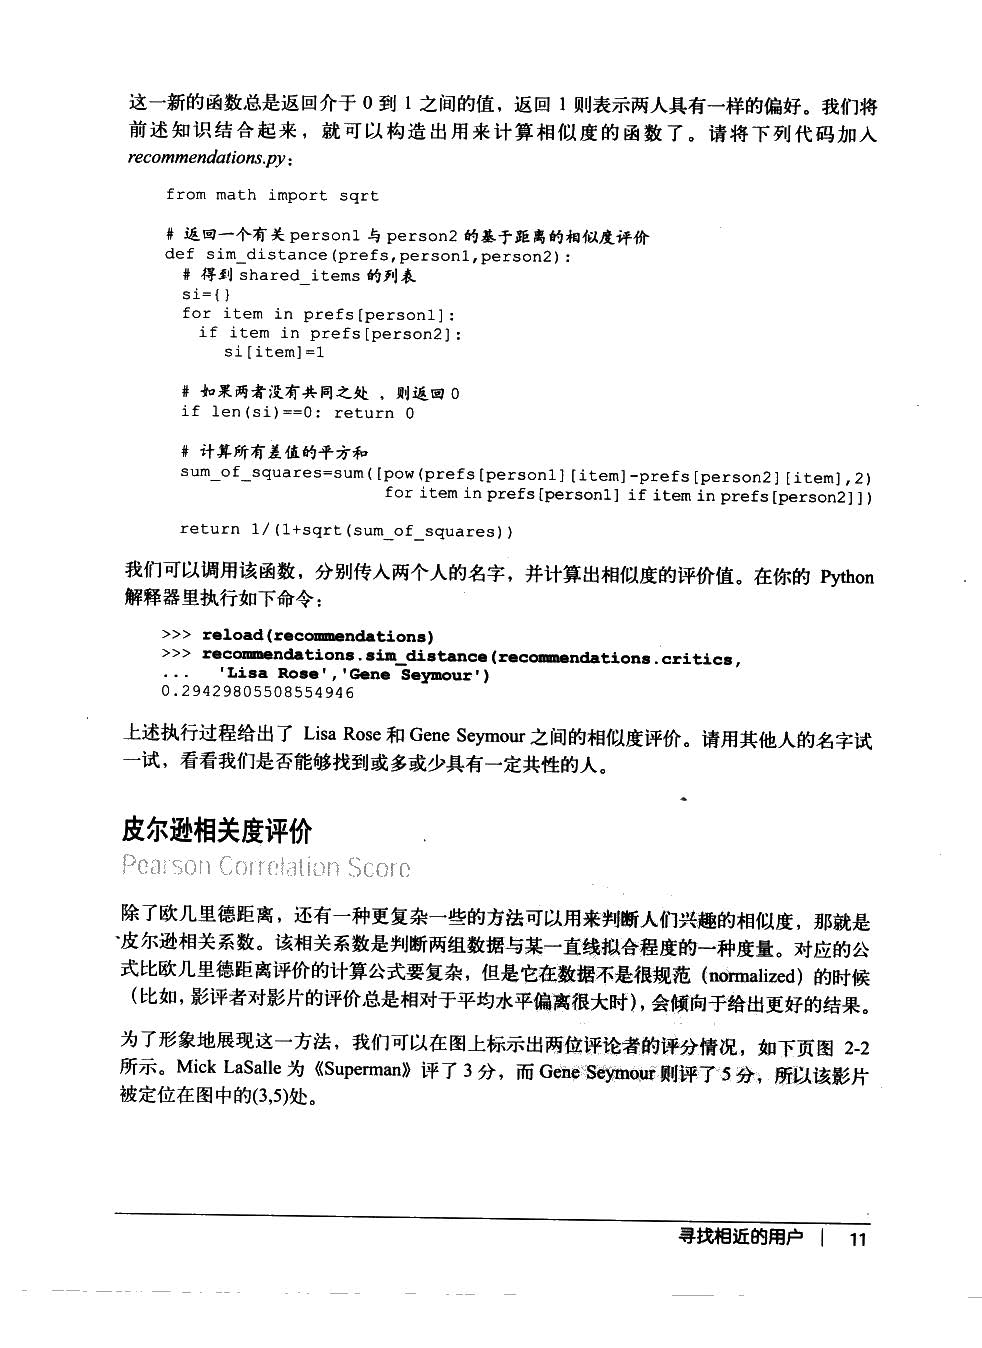 这一新的函数总是返回介于 0 到 1 之间的值，返回 1 则表示两人具有一样的偏好。我们将
前述知识结合起来，就可以构造出用来计算相似度的函数了。请将下列代码加入
recommendations.py：
from math import sqrt
# 返回一个有关 person1 与 person2 的基于距离的相似度评价
def sim_distance(prefs,person1,person2):
  # 得到 shared_items 的列表
  si={}
  for item in prefs[person1]:
    if item in prefs[person2]:
      si[item]=1
  # 如果两者没有共同之处，则返回 0
  if len(si)==0: return 0
  # 计算所有差值的平方和
  sum_of_squares=sum([pow(prefs[person1][item]-prefs[person2][item],2)
                      for item in prefs[person1] if item in prefs[person2]])
  return 1/(1+sqrt(sum_of_squares))
我们可以调用该函数，分别传入两个人的名字，并计算出相似度的评价值。在你的 Python
解释器里执行如下命令：
>>> reload(recommendations)
>>> recommendations.sim_distance(recommendations.critics,
...    'Lisa Rose','Gene Seymour')
0.29429805508554946
上述执行过程给出了 Lisa Rose 和 Gene Seymour 之间的相似度评价。请用其他人的名字试
一试，看看我们是否能够找到或多或少具有一定共性的人。
皮尔逊相关度评价
Pearson Correlation Score
除了欧几里德距离，还有一种更复杂一些的方法可以用来判断人们兴趣的相似度，那就是
皮尔逊相关系数。该相关系数是判断两组数据与某一直线拟合程度的一种度量。对应的公
式比欧几里德距离评价的计算公式要复杂，但是它在数据不是很规范（normalized）的时候
（比如，影评者对影片的评价总是相对于平均水平偏离很大时），会倾向于给出更好的结果。
为了形象地展现这一方法，我们可以在图上标示出两位评论者的评分情况，如下页图 2-2
所示。Mick LaSalle 为《Superman》评了 3 分，而 Gene Seymour 则评了 5 分，所以该影片
被定位在图中的(3,5)处。
寻找相近的用户 | 11